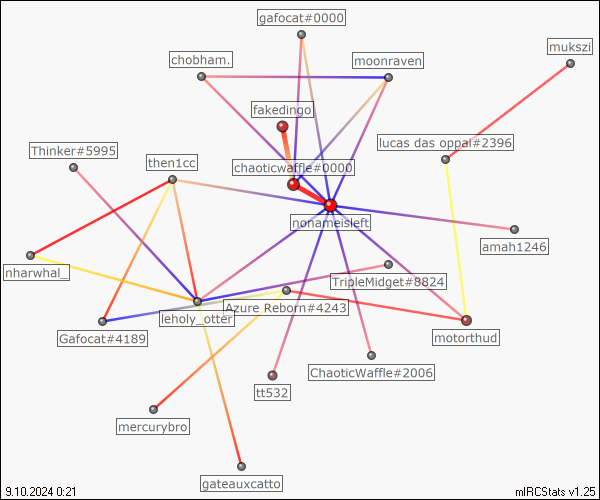 gafocat#0000
mukszi
chobham.
moonraven
fakedingo
lucas das oppai#2396
Thinker#5995
then1cc
chaoticwaffle#0000
nonameisleft
amah1246
nharwhal_
TripleMidget#8824
Azure Reborn#4243
leholy_otter
Gafocat#4189
motorthud
ChaoticWaffle#2006
tt532
mercurybro
gateauxcatto
9.10.2024 0:21
mIRCStats v1.25